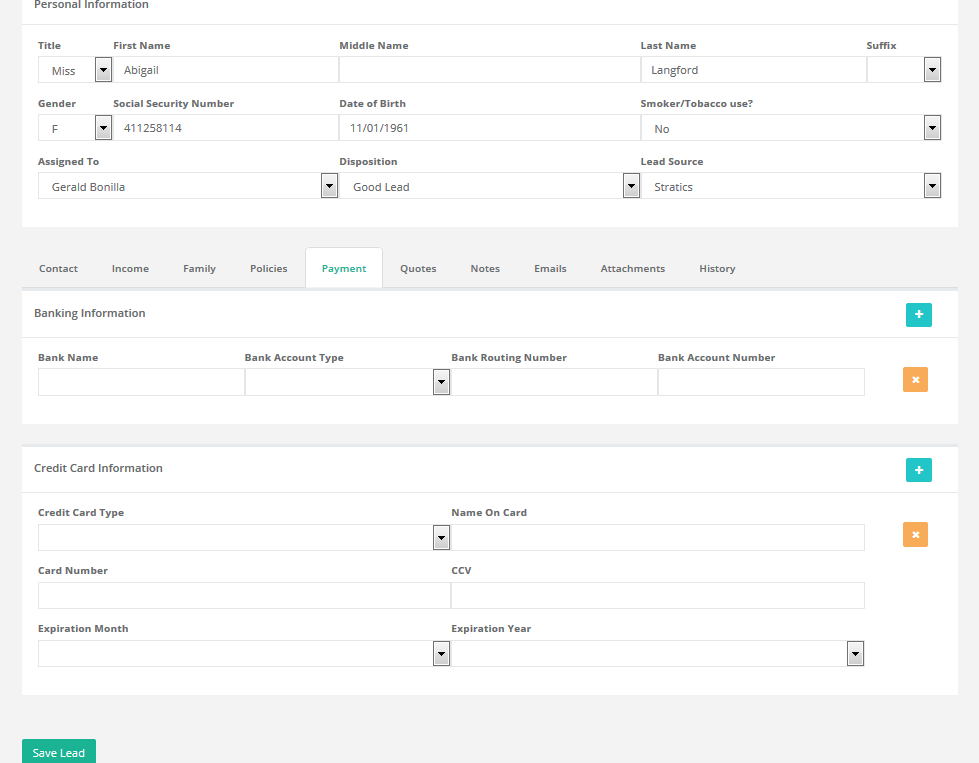 Personal Information
Title First Name Middle Name Last Name Suffix
Miss Abigail Langford
Gender Social Security Number Date of Birth Smoker/Tobacco use?
F 411258114 11/01/1961 No
Assigned To Disposition Lead Source
Gerald Bonilla Good Lead Stratics
Contact Income Family Policies Payment Quotes Notes Emails Attachments History
Banking Information
Bank Name Bank Account Type Bank Routing Number Bank Account Number
Credit Card Information
Credit Card Type Name On Card
Card Number CCV
Expiration Month Expiration Year
Save Lead